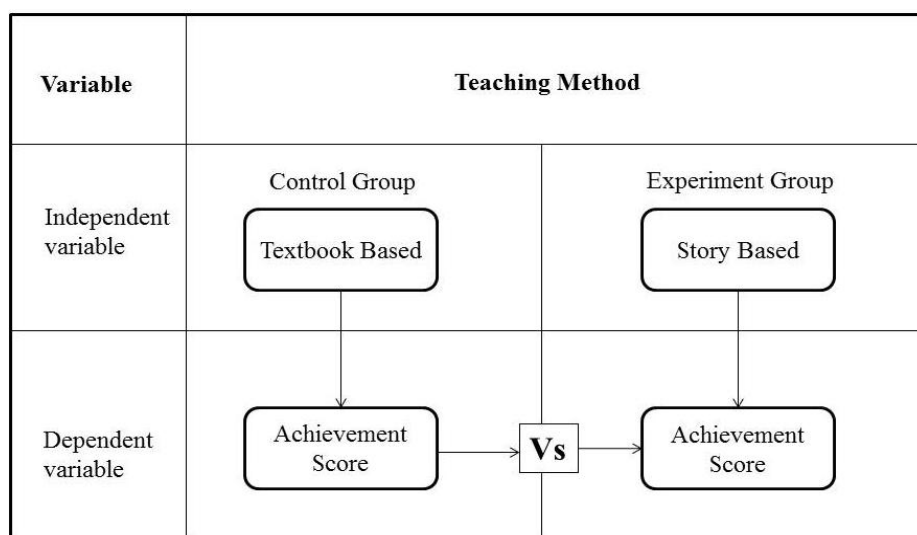 Variable
Teaching Method
Independent
variable
Control Group
Textbook Based
Experiment Group
Story Based
Dependent
variable
Achievement
Score
Vs
Achievement
Score